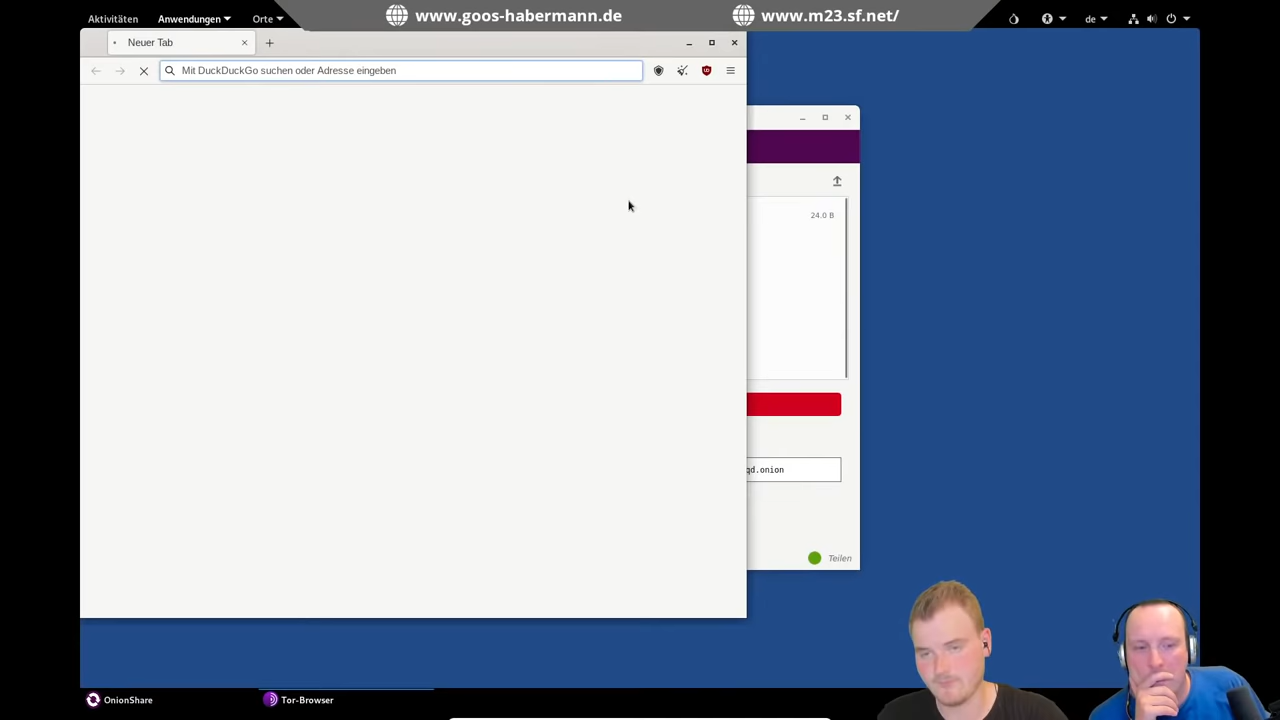 www.goos-habermann.de
www.m23.sf.net/
Aktivitäten
Anwendungen
Orte
de
Neuer Tab
Mit DuckDuckGo suchen oder Adresse eingeben
24.0 B
qd.onion
Teilen
OnionShare
Tor-Browser